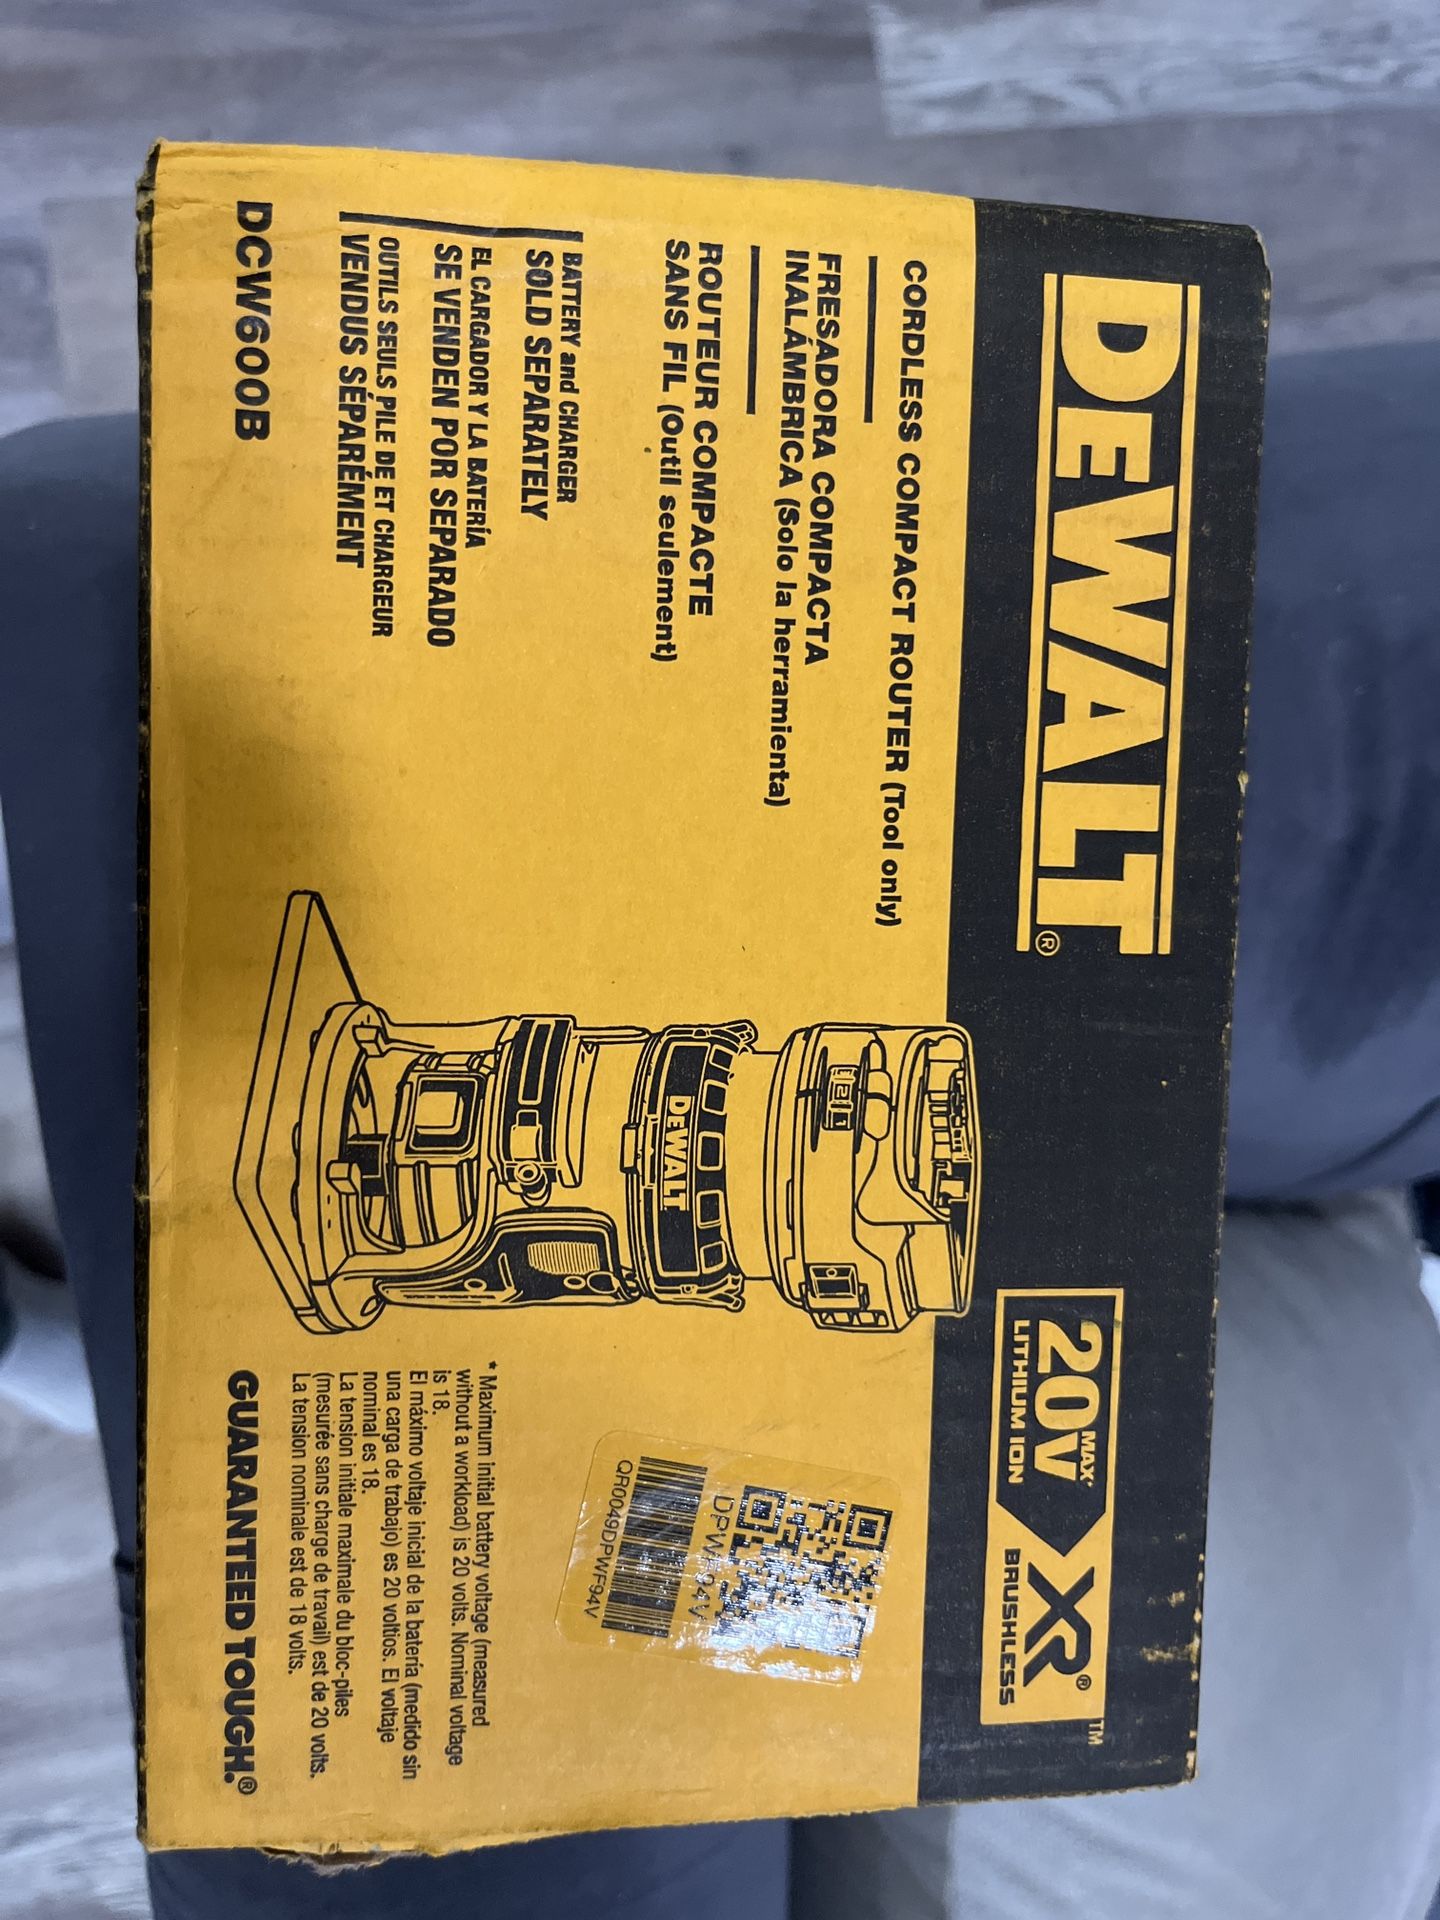 DEWALT®
20V MAX* XR® ™
LITHIUM ION BRUSHLESS
CORDLESS COMPACT ROUTER (Tool only)
FRESADORA COMPACTA
INALÁMBRICA (Solo la herramienta)
ROUTEUR COMPACTE
SANS FIL (Outil seulement)
BATTERY and CHARGER
SOLD SEPARATELY
EL CARGADOR Y LA BATERÍA
SE VENDEN POR SEPARADO
OUTILS SEULS PILE DE ET CHARGEUR
VENDUS SÉPARÉMENT
DCW600B
DEWALT
DPWF94V
QR0049DPWF94V
* Maximum initial battery voltage (measured
without a workload) is 20 volts. Nominal voltage
is 18.
El máximo voltaje inicial de la batería (medido sin
una carga de trabajo) es 20 voltios. El voltaje
nominal es 18.
La tension initiale maximale du bloc-piles
(mesurée sans charge de travail) est de 20 volts.
La tension nominale est de 18 volts.
GUARANTEED TOUGH.®